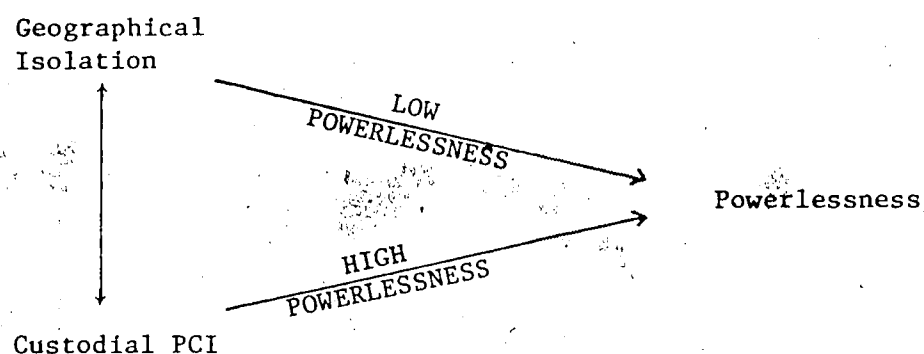 Geographical
Isolation
LOW
POWERLESSNESS
Powerlessness
HIGH
POWERLESSNESS
Custodial PCI